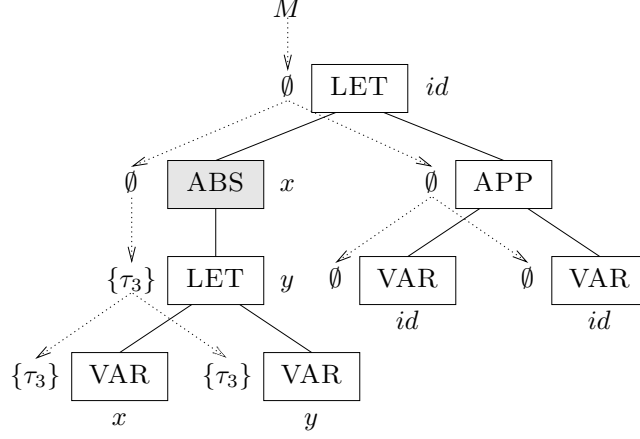 M
∅ LET id
∅ ABS x ∅ APP
{τ₃} LET y ∅ VAR ∅ VAR
id id
{τ₃} VAR {τ₃} VAR
x y